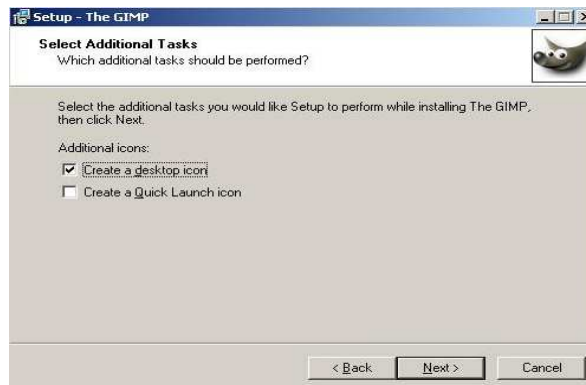 Setup - The GIMP
Select Additional Tasks
Which additional tasks should be performed?
Select the additional tasks you would like Setup to perform while installing The GIMP,
then click Next.
Additional icons:
Create a desktop icon
Create a Quick Launch icon
< Back
Next >
Cancel